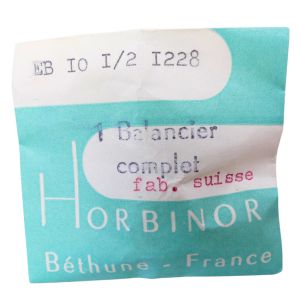 EB IO I/2 I228
1 Balancier
complet
fab. suisse
HORBINOR
Béthune - France